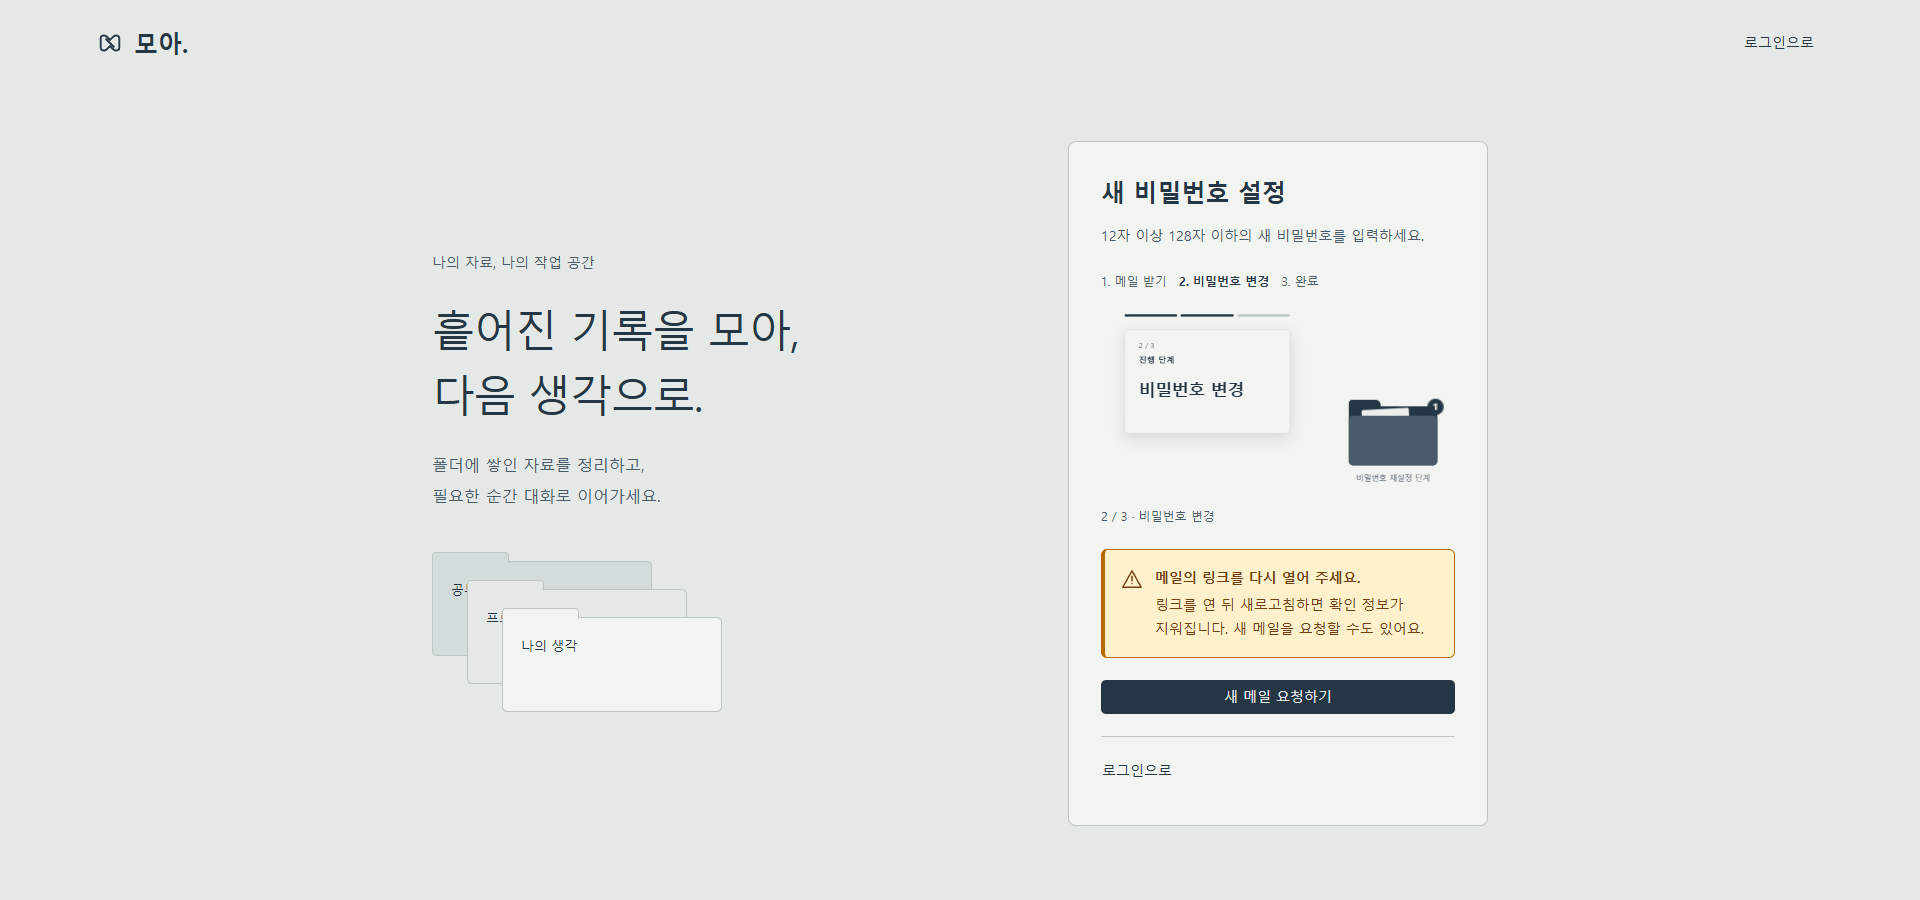 모아.
로그인으로
나의 자료, 나의 작업 공간
흩어진 기록을 모아,
다음 생각으로.
폴더에 쌓인 자료를 정리하고,
필요한 순간 대화로 이어가세요.
나의 생각
새 비밀번호 설정
12자 이상 128자 이하의 새 비밀번호를 입력하세요.
1. 메일 받기 2. 비밀번호 변경 3. 완료
2 / 3
진행 단계
비밀번호 변경
1
비밀번호 재설정 단계
2 / 3 · 비밀번호 변경
메일의 링크를 다시 열어 주세요.
링크를 연 뒤 새로고침하면 확인 정보가
지워집니다. 새 메일을 요청할 수도 있어요.
새 메일 요청하기
로그인으로